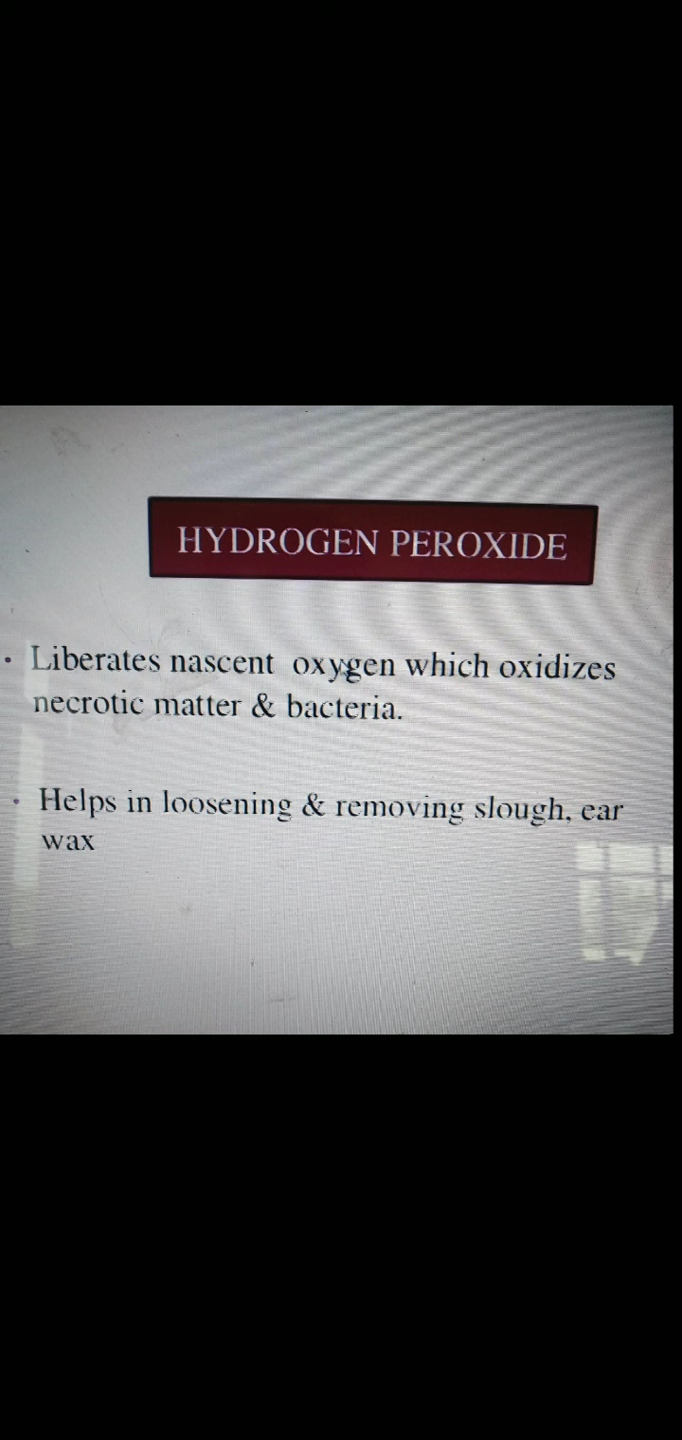 HYDROGEN PEROXIDE
• Liberates nascent oxygen which oxidizes
necrotic matter & bacteria.
• Helps in loosening & removing slough, ear
wax